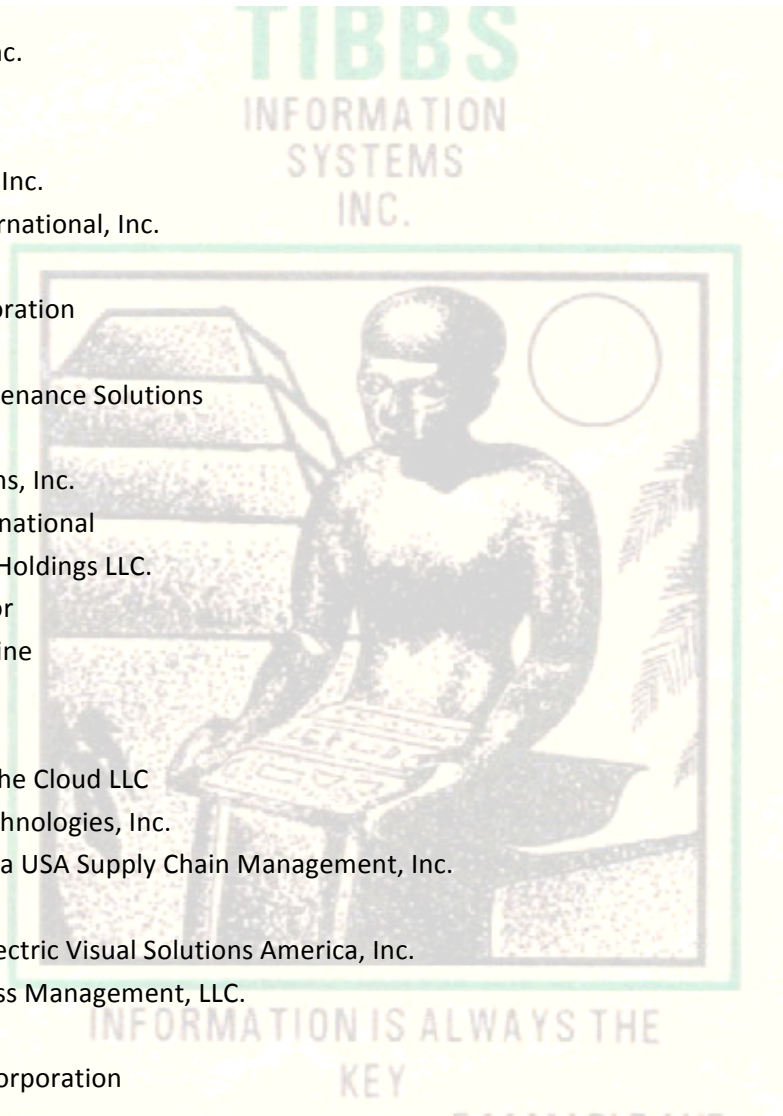 TIBBS
INFORMATION
SYSTEMS
INC.
nc.
Inc.
rnational, Inc.
oration
enance Solutions
ns, Inc.
national
Holdings LLC.
or
ine
he Cloud LLC
chnologies, Inc.
a USA Supply Chain Management, Inc.
ectric Visual Solutions America, Inc.
ss Management, LLC.
orporation
INFORMATION IS ALWAYS THE
KEY